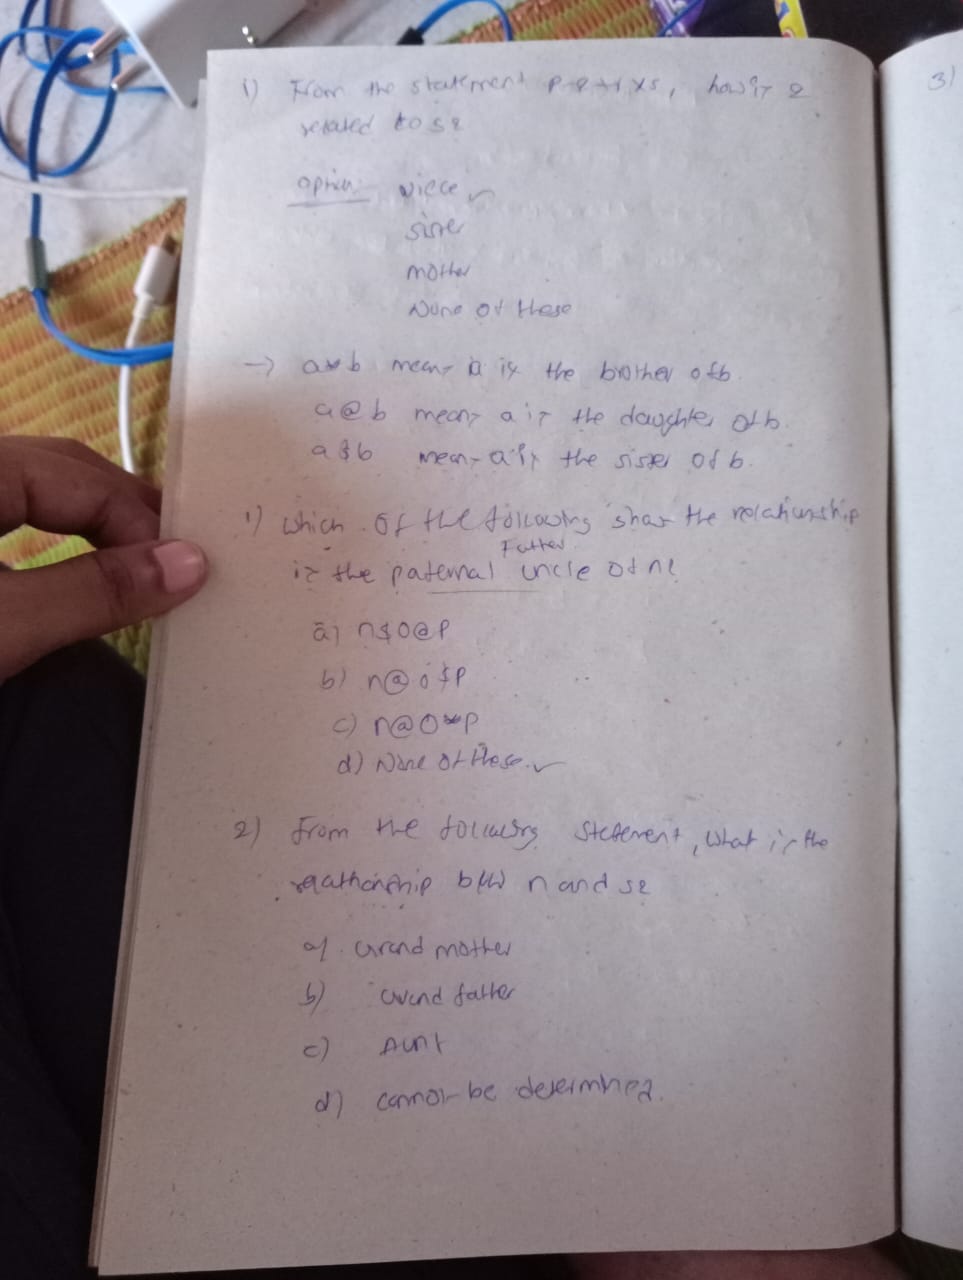 1) From the statement P-2+1xs, how is 2
related to s?
option: Niece ✓
sister
mother
None of these
→ a*b means a is the brother of b.
a@b means a is the daughter of b.
a$b means a is the sister of b.
1) which of the following shows the relationship
Father
is the paternal uncle of n?
a) n$o@P
b) n@o$P
c) n@o*P
d) None of these. ✓
2) From the following statement, what is the
relationship b/w n and s?
a) Grand mother
b) Grand father
c) Aunt
d) cannot be determined.
3)